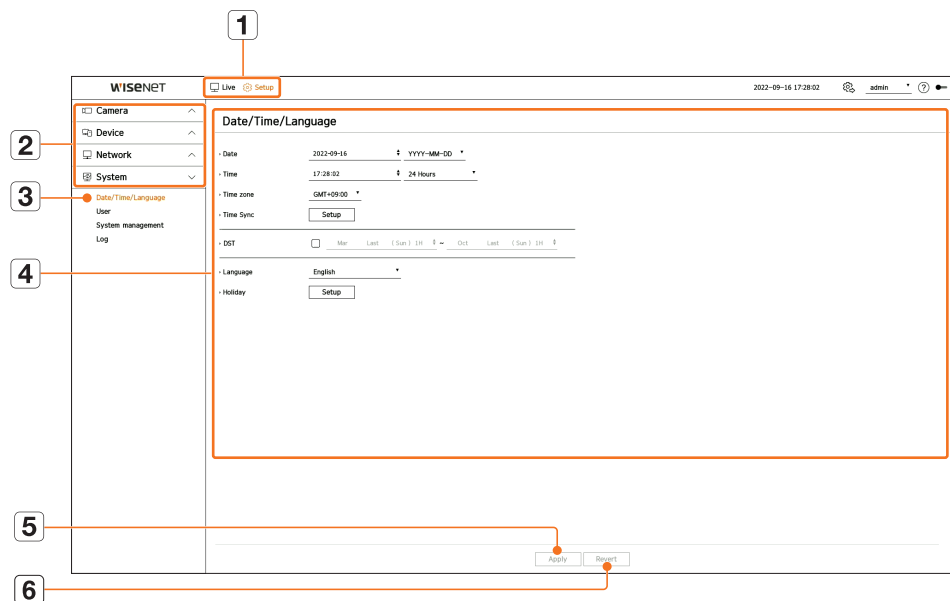 1
WISENET Live Setup 2022-09-16 17:28:02 admin ?
Camera
Device
2
Network
System
3
Date/Time/Language
User
System management
Log
Date/Time/Language
Date 2022-09-16 YYYY-MM-DD
Time 17:28:02 24 Hours
Time zone GMT+09:00
Time Sync Setup
DST Mar Last ( Sun ) 1H ~ Oct Last ( Sun ) 1H
4
Language English
Holiday Setup
5
Apply Revert
6